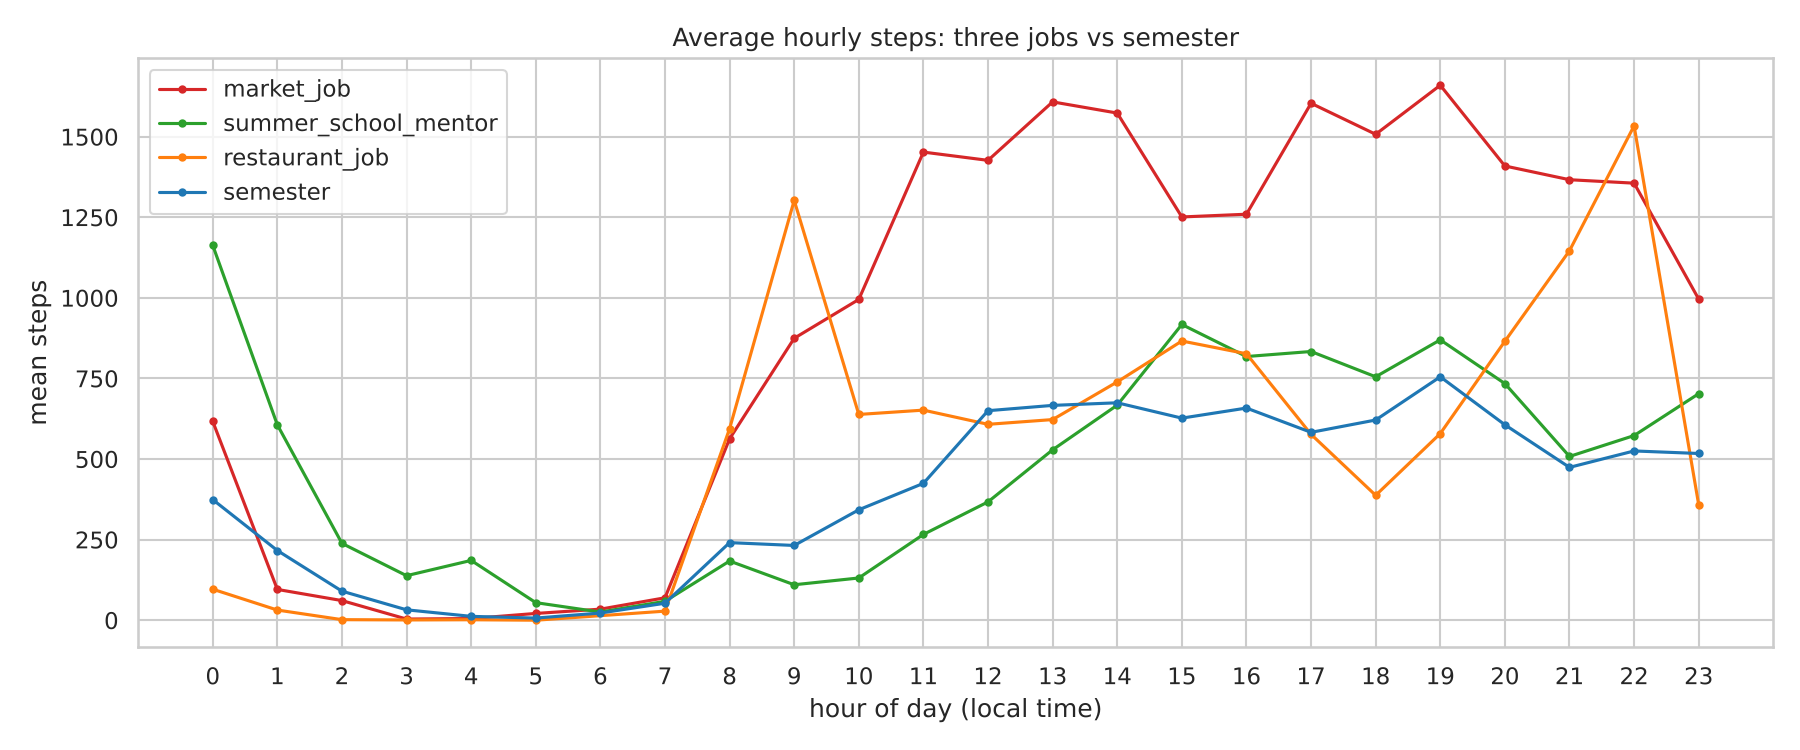 Average hourly steps: three jobs vs semester
market_job
summer_school_mentor
restaurant_job
semester
mean steps
1500
1250
1000
750
500
250
0
0 1 2 3 4 5 6 7 8 9 10 11 12 13 14 15 16 17 18 19 20 21 22 23
hour of day (local time)